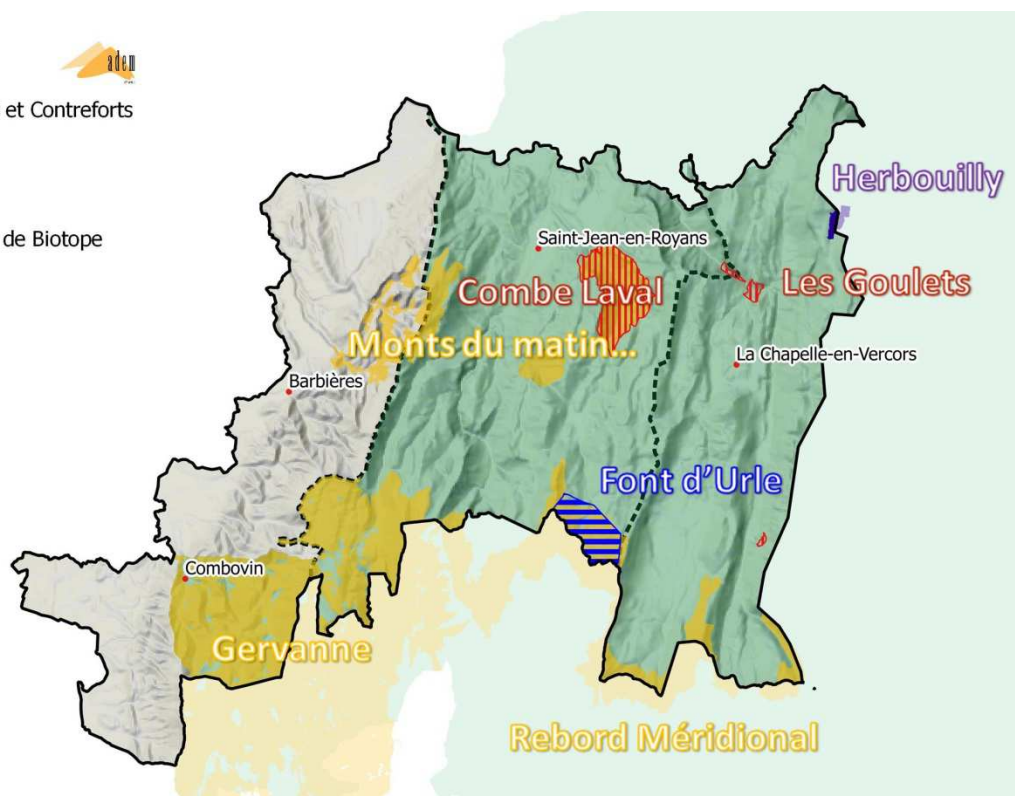 adem
et Contreforts
Herbouilly
de Biotope
Saint-Jean-en-Royans
Combe Laval
Les Goulets
Monts du matin...
La Chapelle-en-Vercors
Barbières
Font d'Urle
Combovin
Gervanne
Rebord Méridional